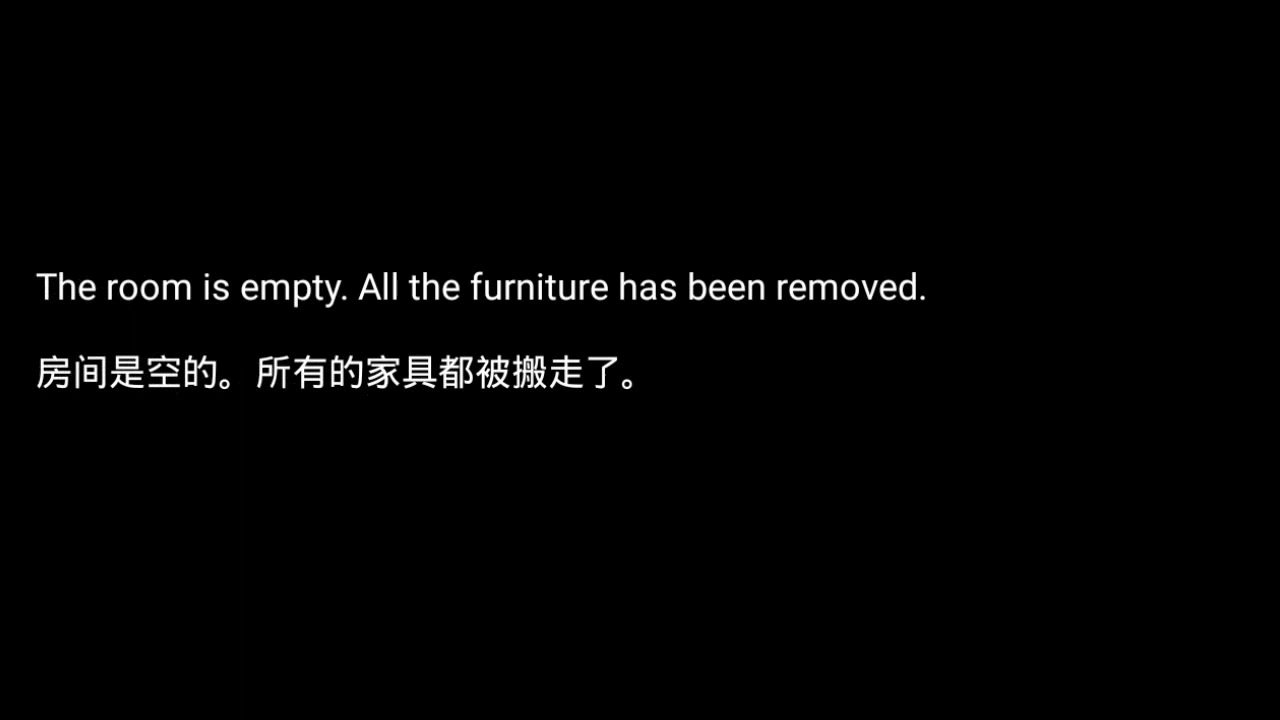 The room is empty. All the furniture has been removed.
房间是空的。 所有的家具都被搬走了。